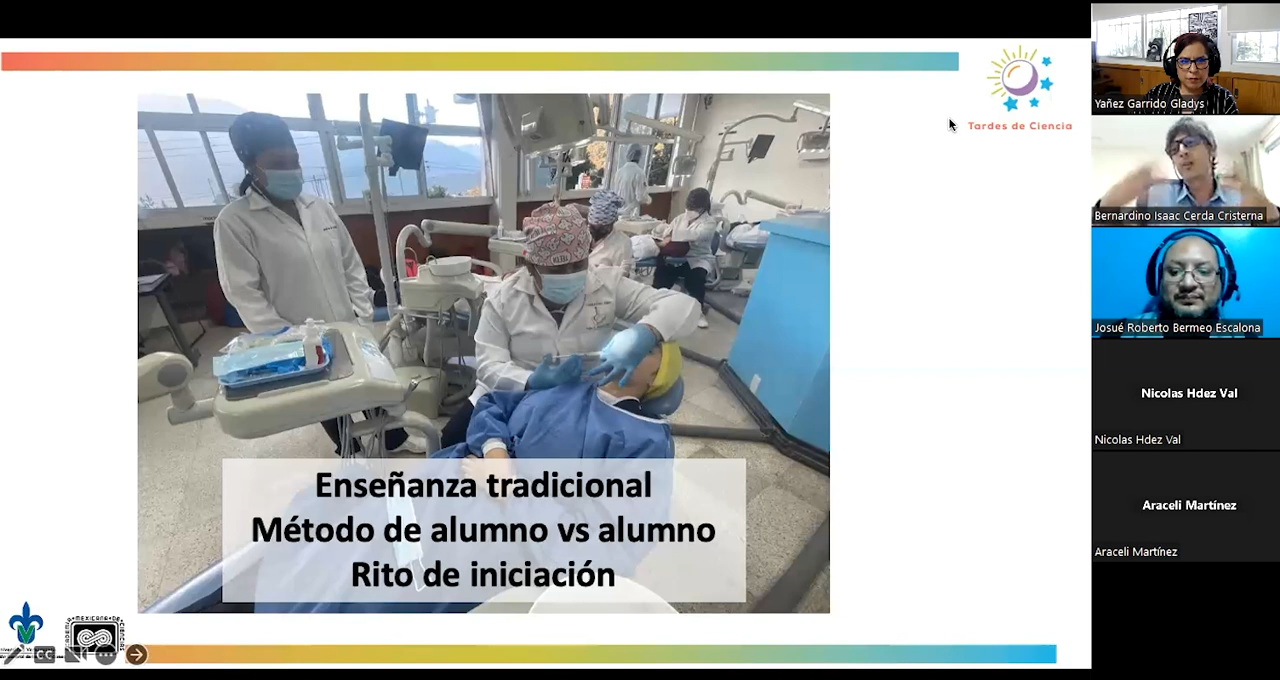 Tardes de Ciencia
Enseñanza tradicional
Método de alumno vs alumno
Rito de iniciación
CC
Yañez Garrido Gladys
Bernardino Isaac Cerda Cristerna
Josué Roberto Bermeo Escalona
Nicolas Hdez Val
Nicolas Hdez Val
Araceli Martínez
Araceli Martínez